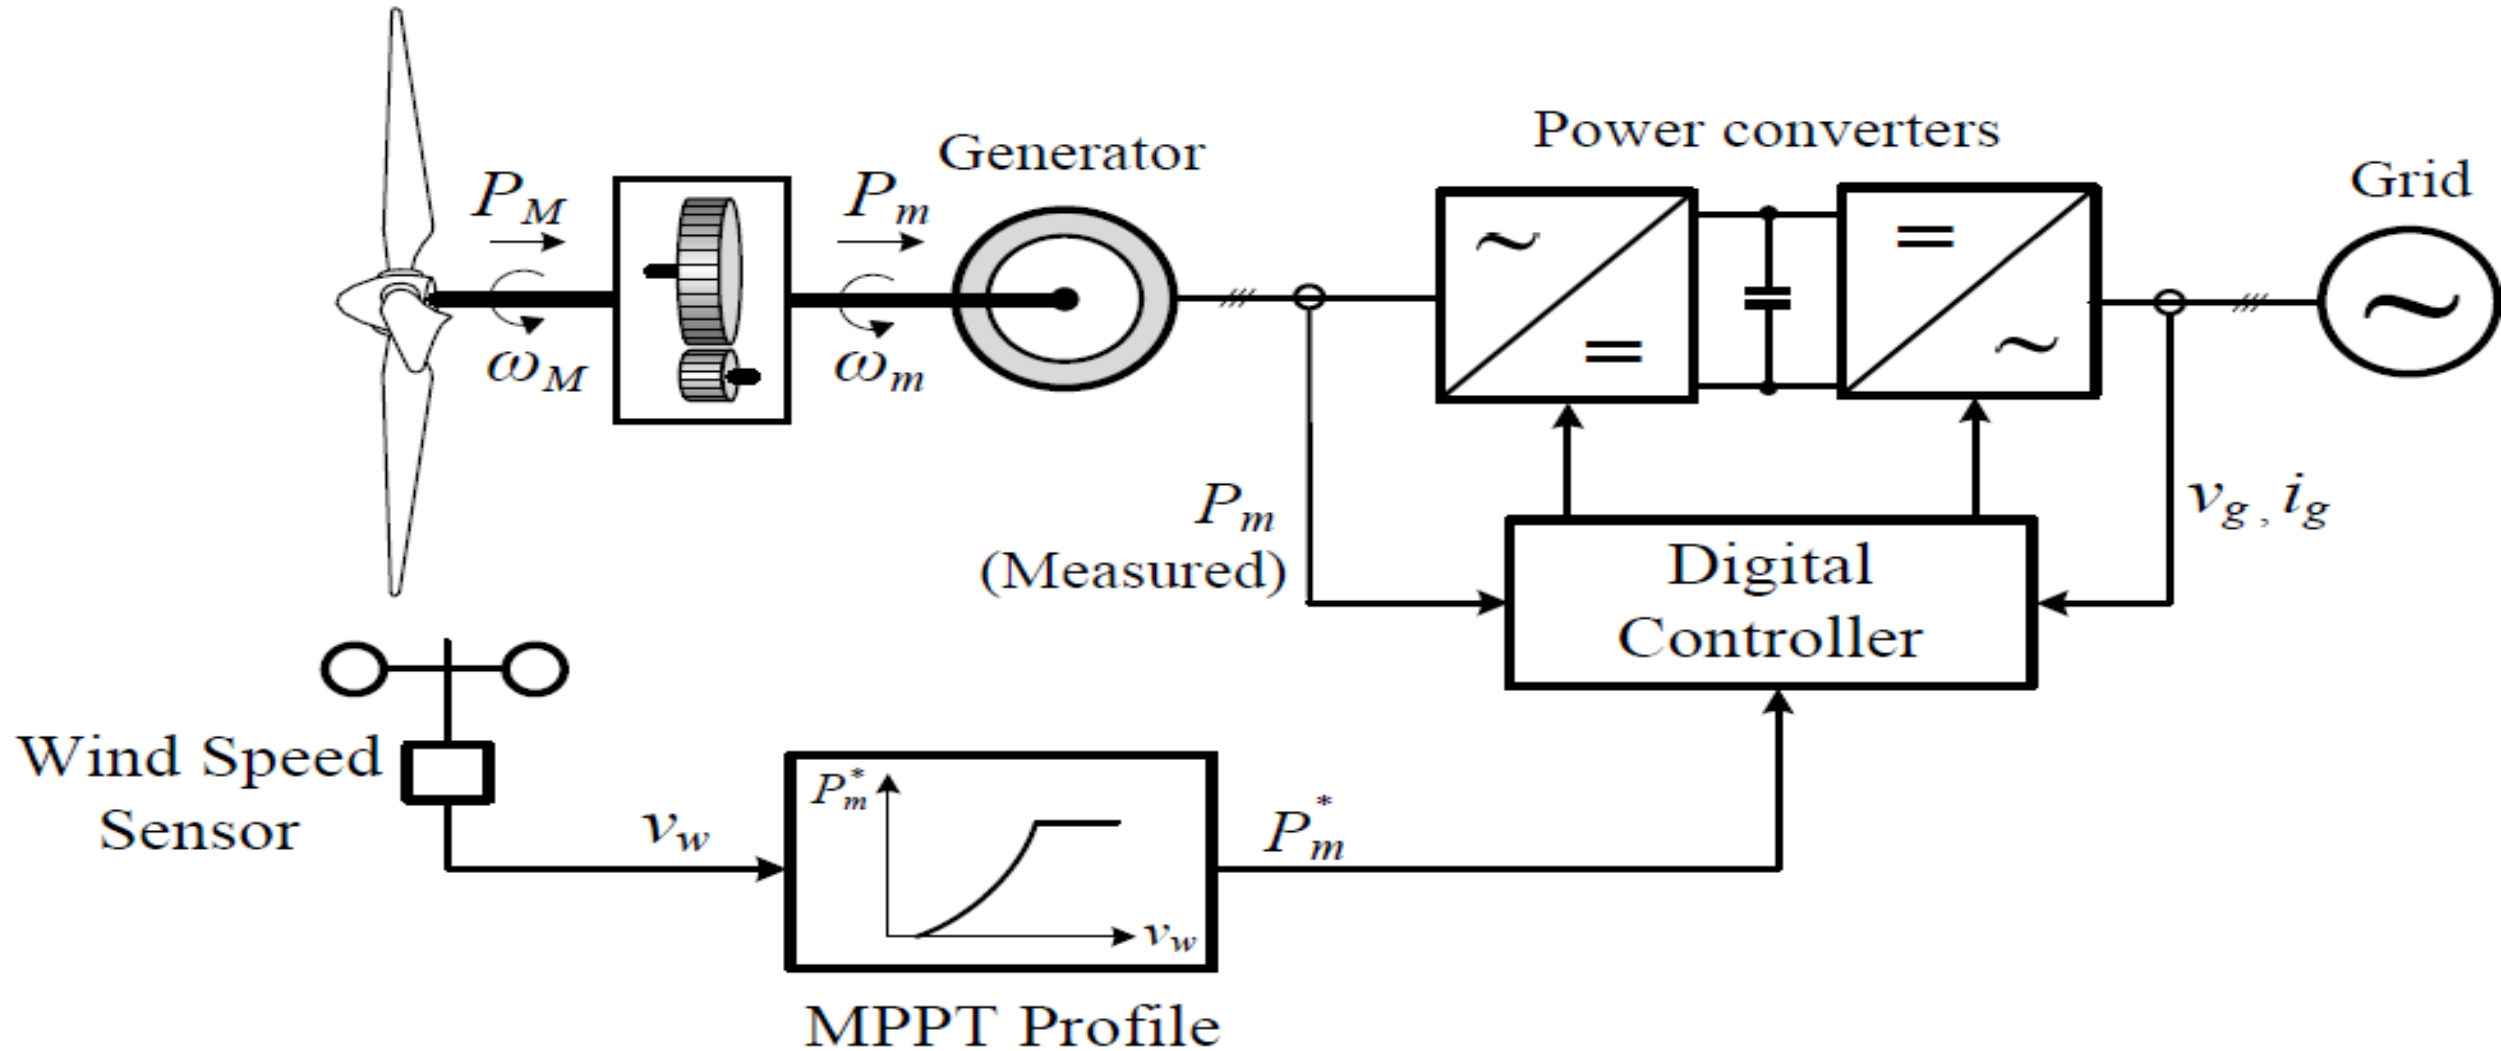 Power converters
Generator
Grid
P_M
P_m
~
=
=
~
~
ω_M
ω_m
P_m
(Measured)
v_g, i_g
Digital
Controller
Wind Speed
Sensor
v_w
P_m^*
v_w
P_m^*
MPPT Profile